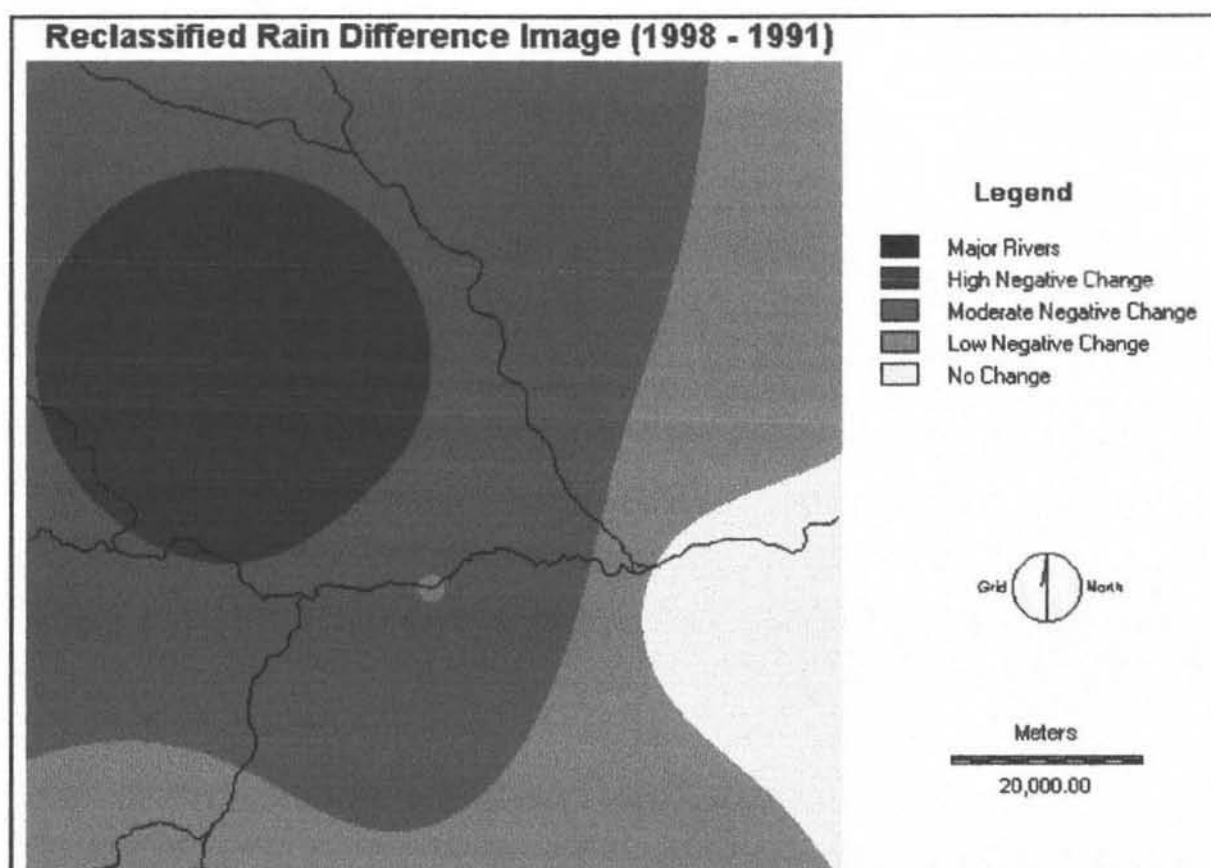 Reclassified Rain Difference Image (1998 - 1991)
Legend
Major Rivers
High Negative Change
Moderate Negative Change
Low Negative Change
No Change
Grid North
Meters
20,000.00